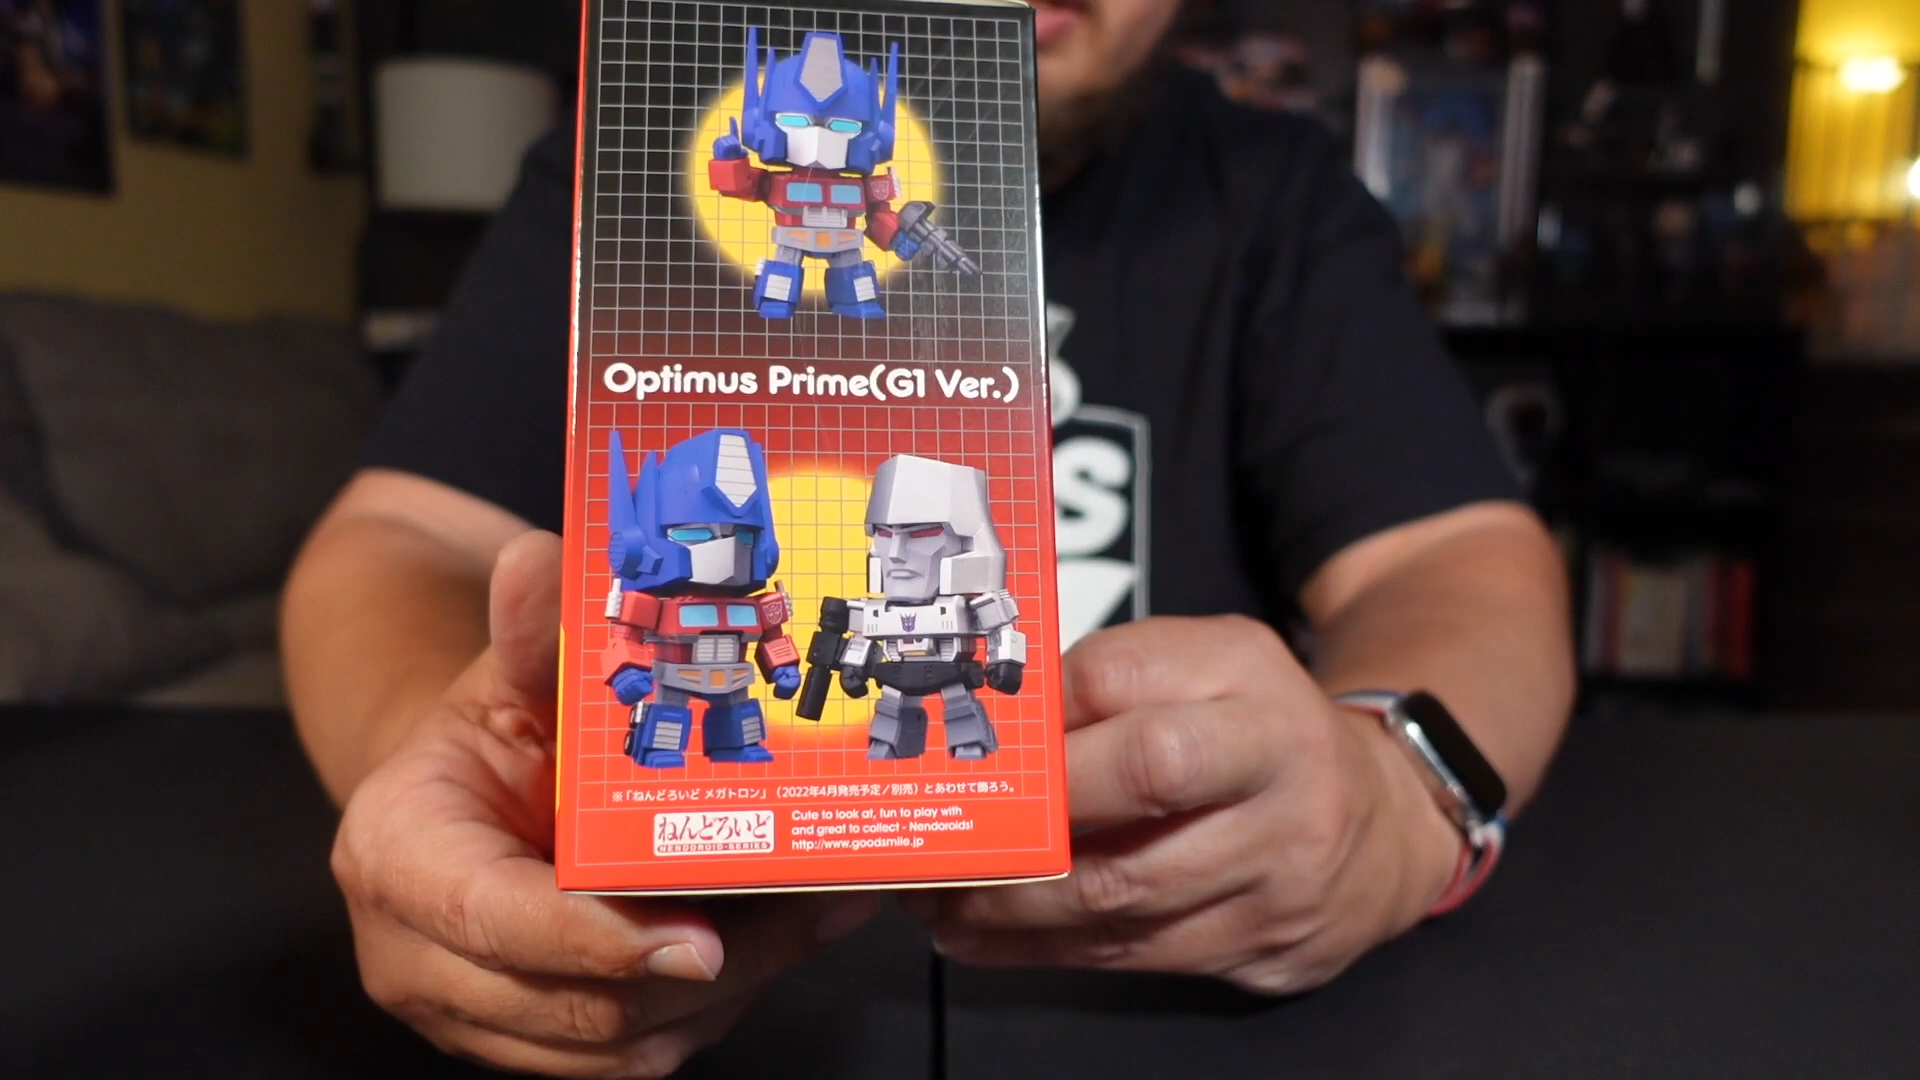 Optimus Prime(G1 Ver.)
※「ねんどろいど メガトロン」(2022年4月発売予定/別売)とあわせて飾ろう。
ねんどろいど
NENDOROID-SERIES
Cute to look at, fun to play with
and great to collect - Nendoroids!
http://www.goodsmile.jp